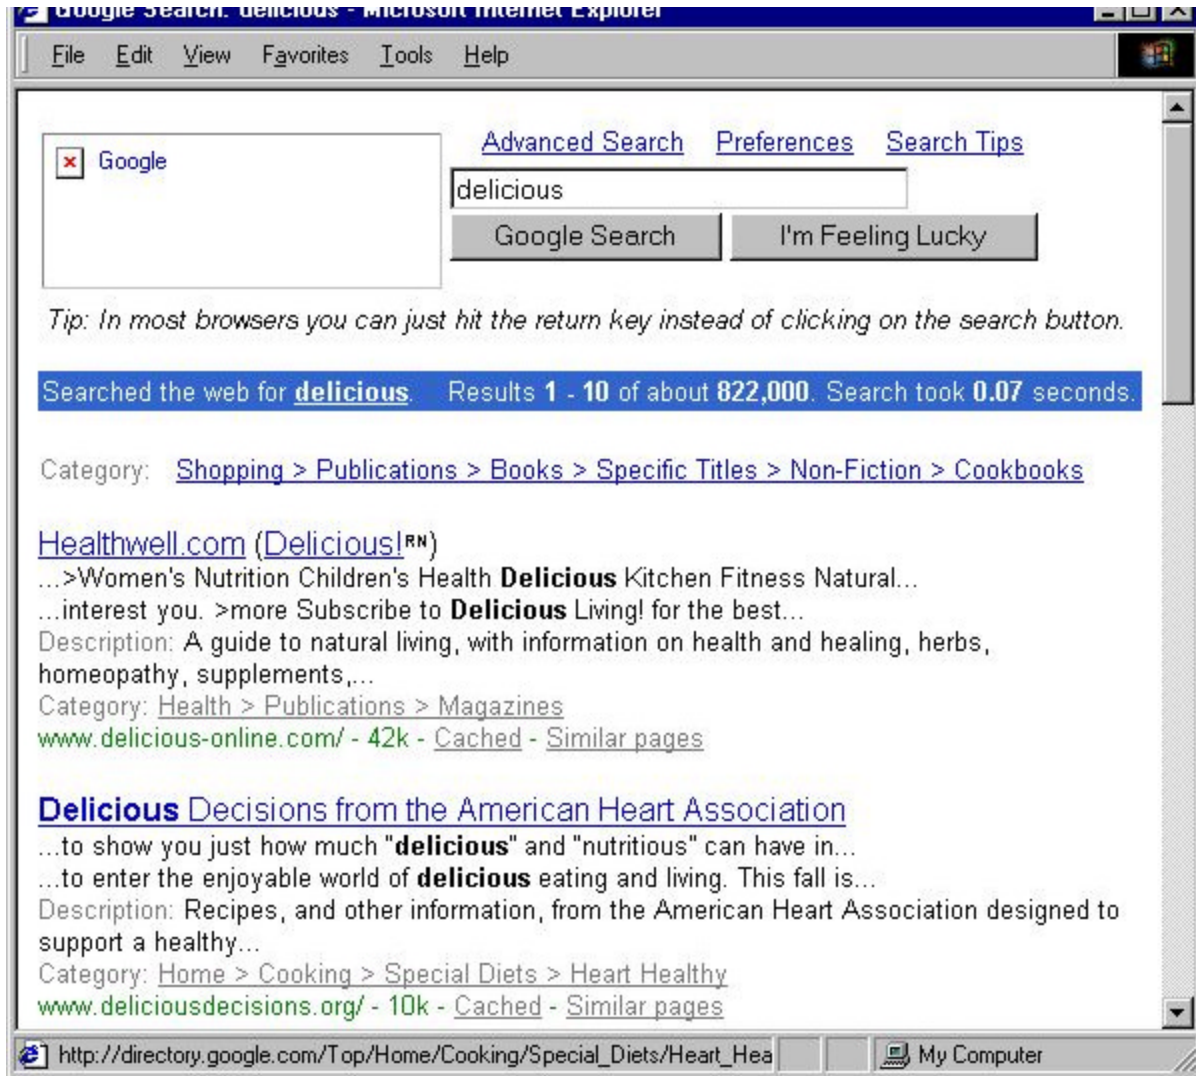 Google Search: delicious - Microsoft Internet Explorer
File Edit View Favorites Tools Help
Advanced Search Preferences Search Tips
Google
delicious
Google Search I'm Feeling Lucky
Tip: In most browsers you can just hit the return key instead of clicking on the search button.
Searched the web for delicious. Results 1 - 10 of about 822,000. Search took 0.07 seconds.
Category: Shopping > Publications > Books > Specific Titles > Non-Fiction > Cookbooks
Healthwell.com (Delicious!RN)
...>Women's Nutrition Children's Health Delicious Kitchen Fitness Natural...
...interest you. >more Subscribe to Delicious Living! for the best...
Description: A guide to natural living, with information on health and healing, herbs,
homeopathy, supplements,...
Category: Health > Publications > Magazines
www.delicious-online.com/ - 42k - Cached - Similar pages
Delicious Decisions from the American Heart Association
...to show you just how much "delicious" and "nutritious" can have in...
...to enter the enjoyable world of delicious eating and living. This fall is...
Description: Recipes, and other information, from the American Heart Association designed to
support a healthy...
Category: Home > Cooking > Special Diets > Heart Healthy
www.deliciousdecisions.org/ - 10k - Cached - Similar pages
http://directory.google.com/Top/Home/Cooking/Special_Diets/Heart_Hea My Computer